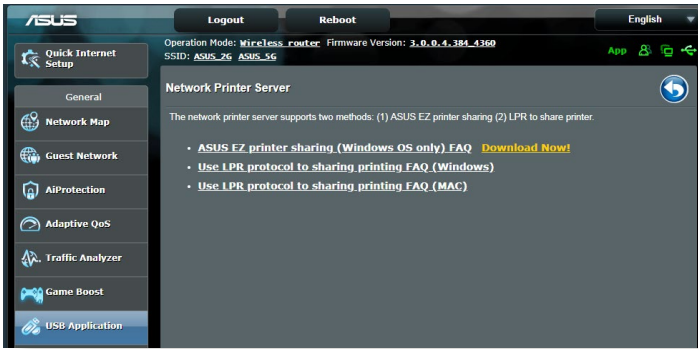 ASUS
Logout
Reboot
English
Quick Internet
Setup
Operation Mode: Wireless router Firmware Version: 3.0.0.4.384_4360
SSID: ASUS_2G ASUS_5G
App
General
Network Map
Guest Network
AiProtection
Adaptive QoS
Traffic Analyzer
Game Boost
USB Application
Network Printer Server
The network printer server supports two methods: (1) ASUS EZ printer sharing (2) LPR to share printer.
ASUS EZ printer sharing (Windows OS only) FAQ Download Now!
Use LPR protocol to sharing printing FAQ (Windows)
Use LPR protocol to sharing printing FAQ (MAC)